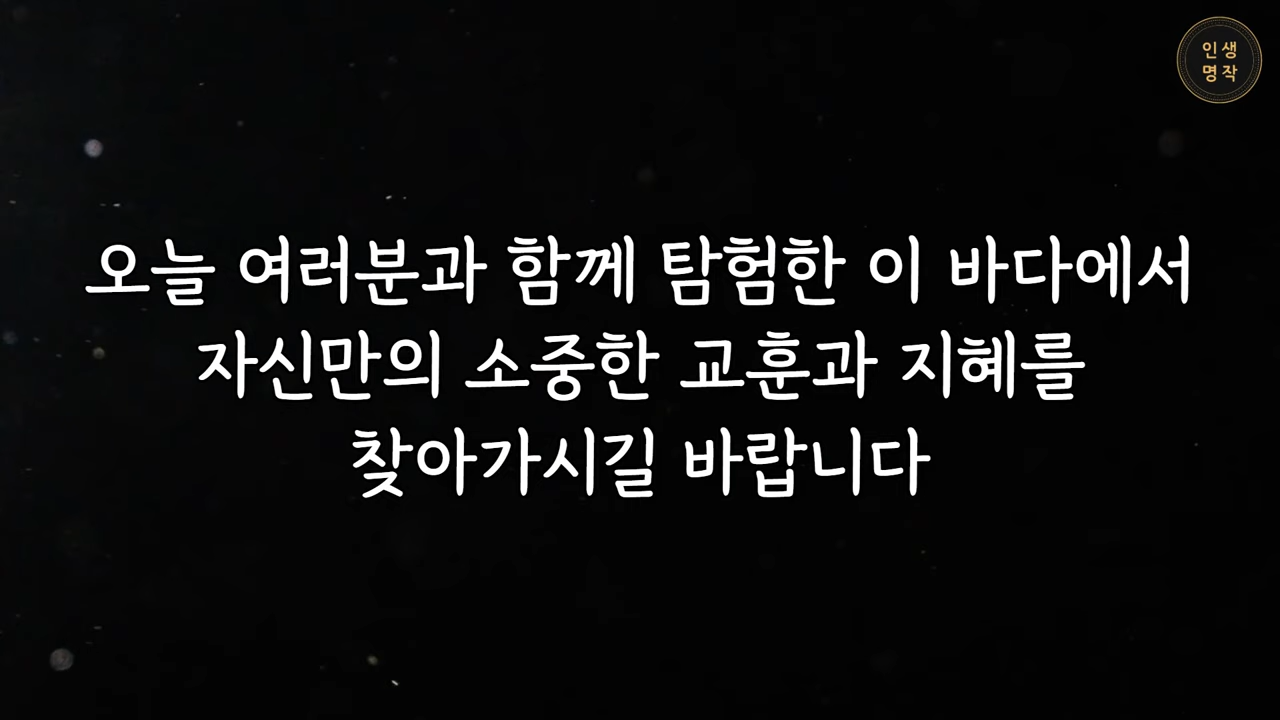 인생
명작
오늘 여러분과 함께 탐험한 이 바다에서
자신만의 소중한 교훈과 지혜를
찾아가시길 바랍니다